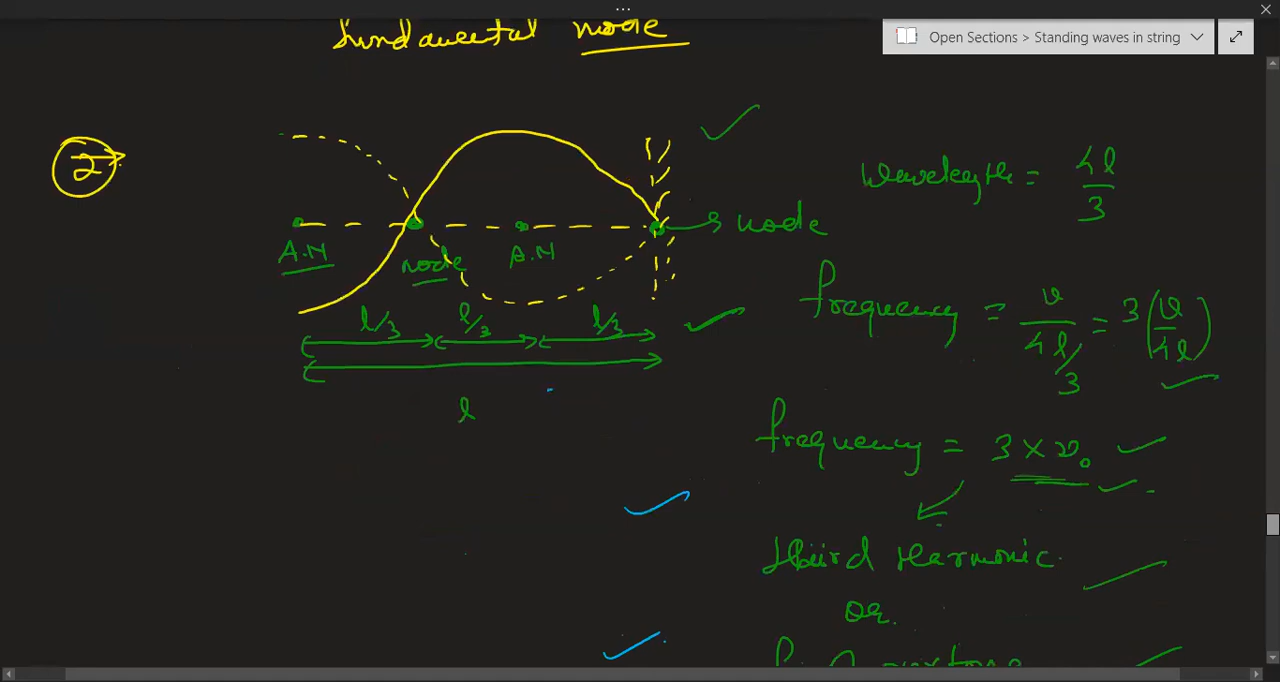 ...
fundamental node
Open Sections > Standing waves in string
2
A.N
node
A.N
node
l/3 l/3 l/3
l
Wavelength = 4l/3
frequency = v/(4l/3) = 3(v/4l)
frequency = 3 × ν₀
third Harmonic
or